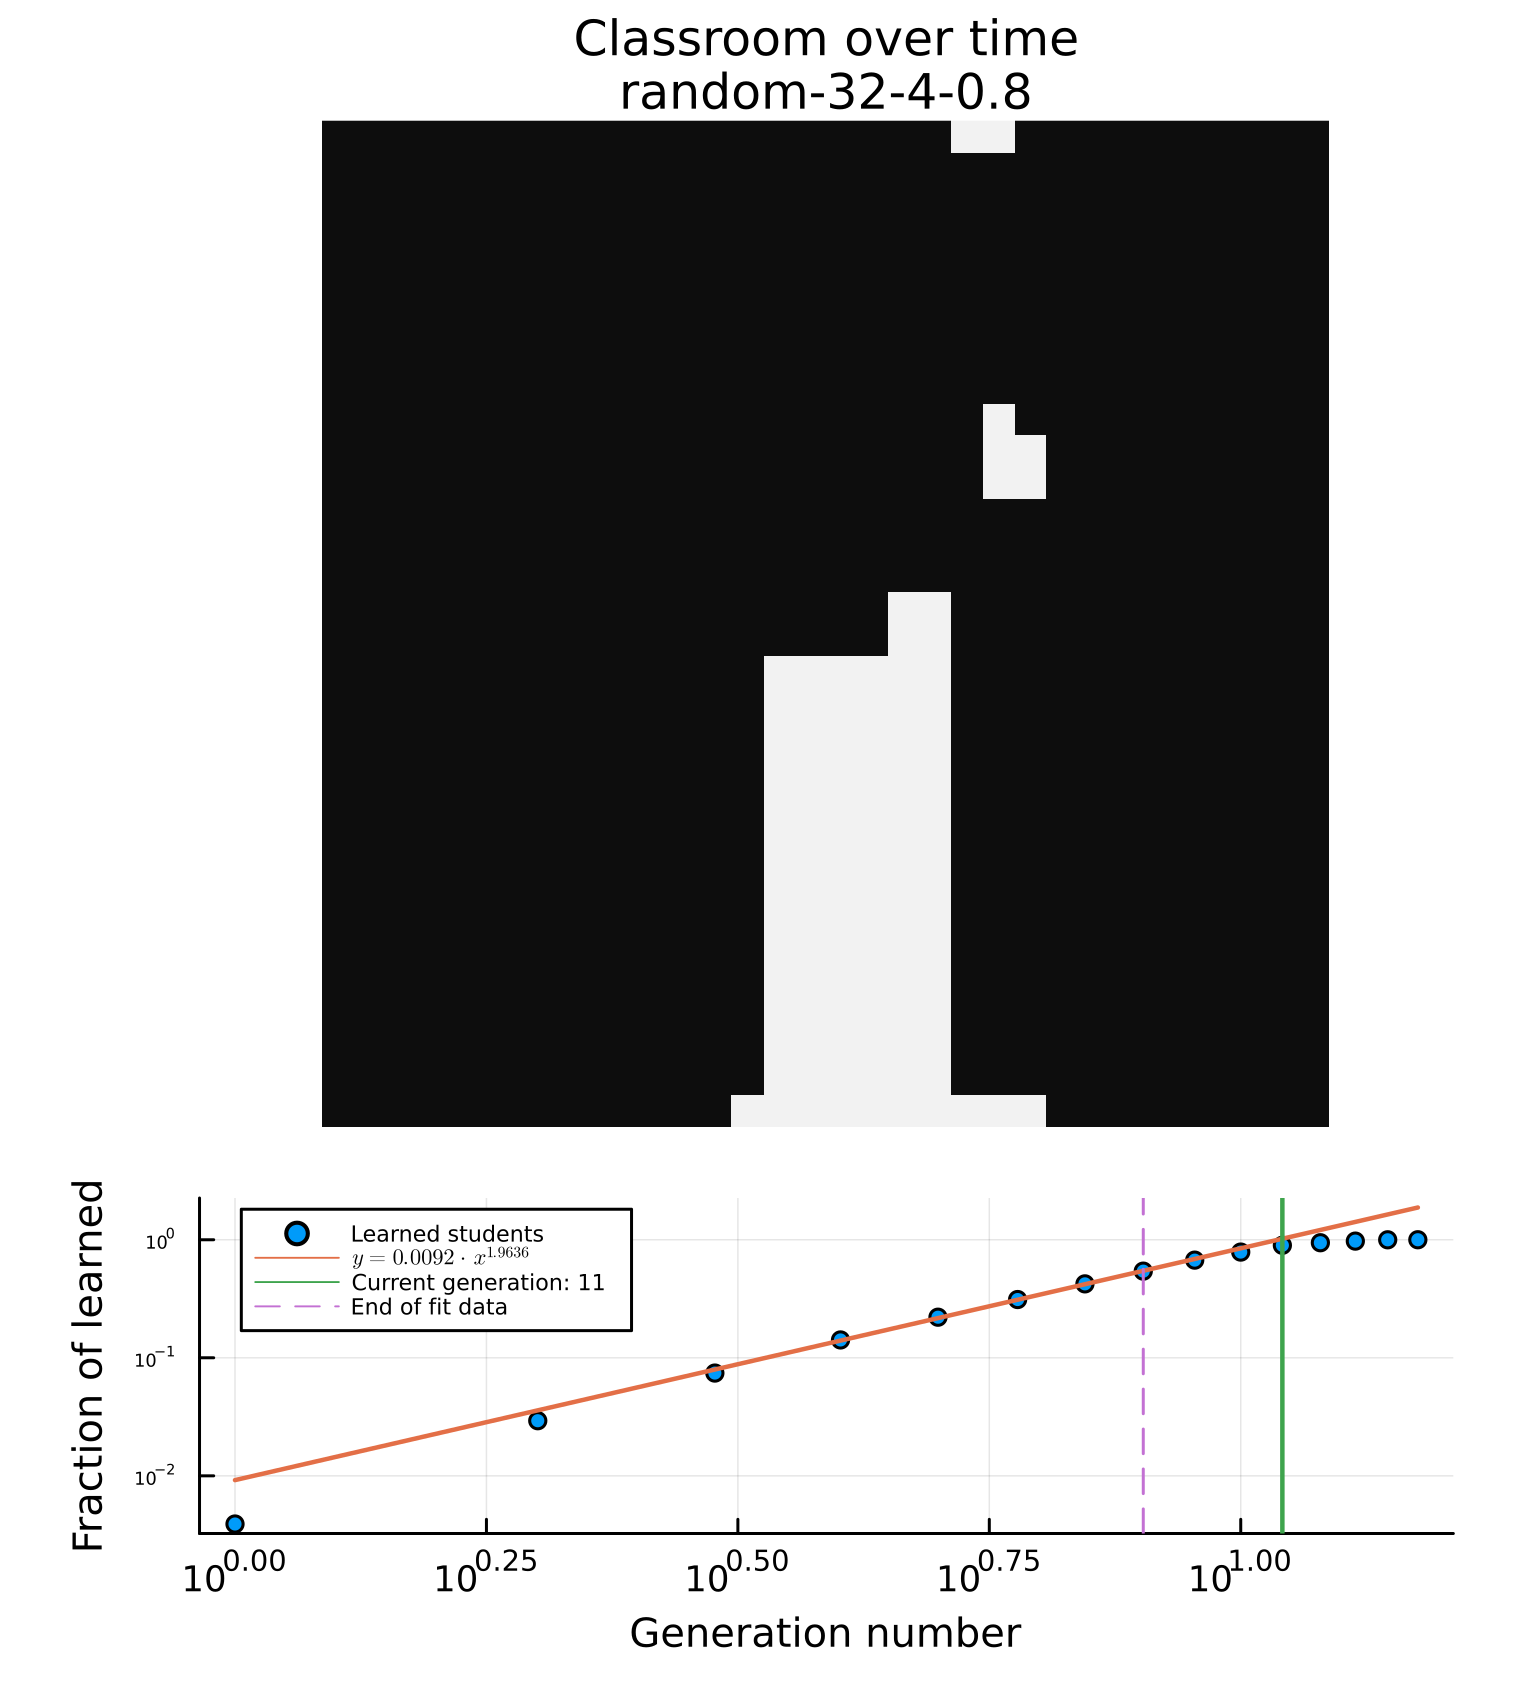 Classroom over time
random-32-4-0.8
Fraction of learned
10^0
10^-1
10^-2
Learned students
y = 0.0092 · x^1.9636
Current generation: 11
End of fit data
10^0.00 10^0.25 10^0.50 10^0.75 10^1.00
Generation number